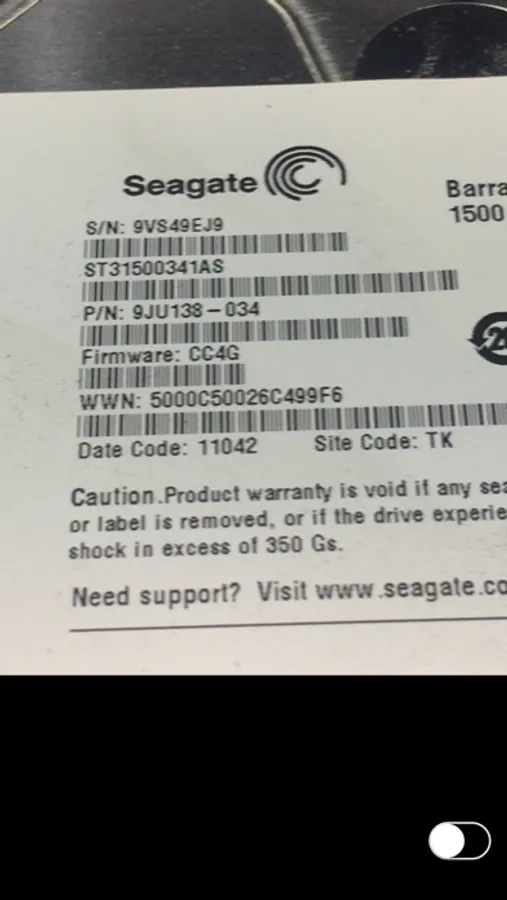 Seagate
Barra
1500
S/N: 9VS49EJ9
ST31500341AS
P/N: 9JU138-034
Firmware: CC4G
WWN: 5000C50026C499F6
Date Code: 11042 Site Code: TK
Caution.Product warranty is void if any sea
or label is removed, or if the drive experie
shock in excess of 350 Gs.
Need support? Visit www.seagate.co